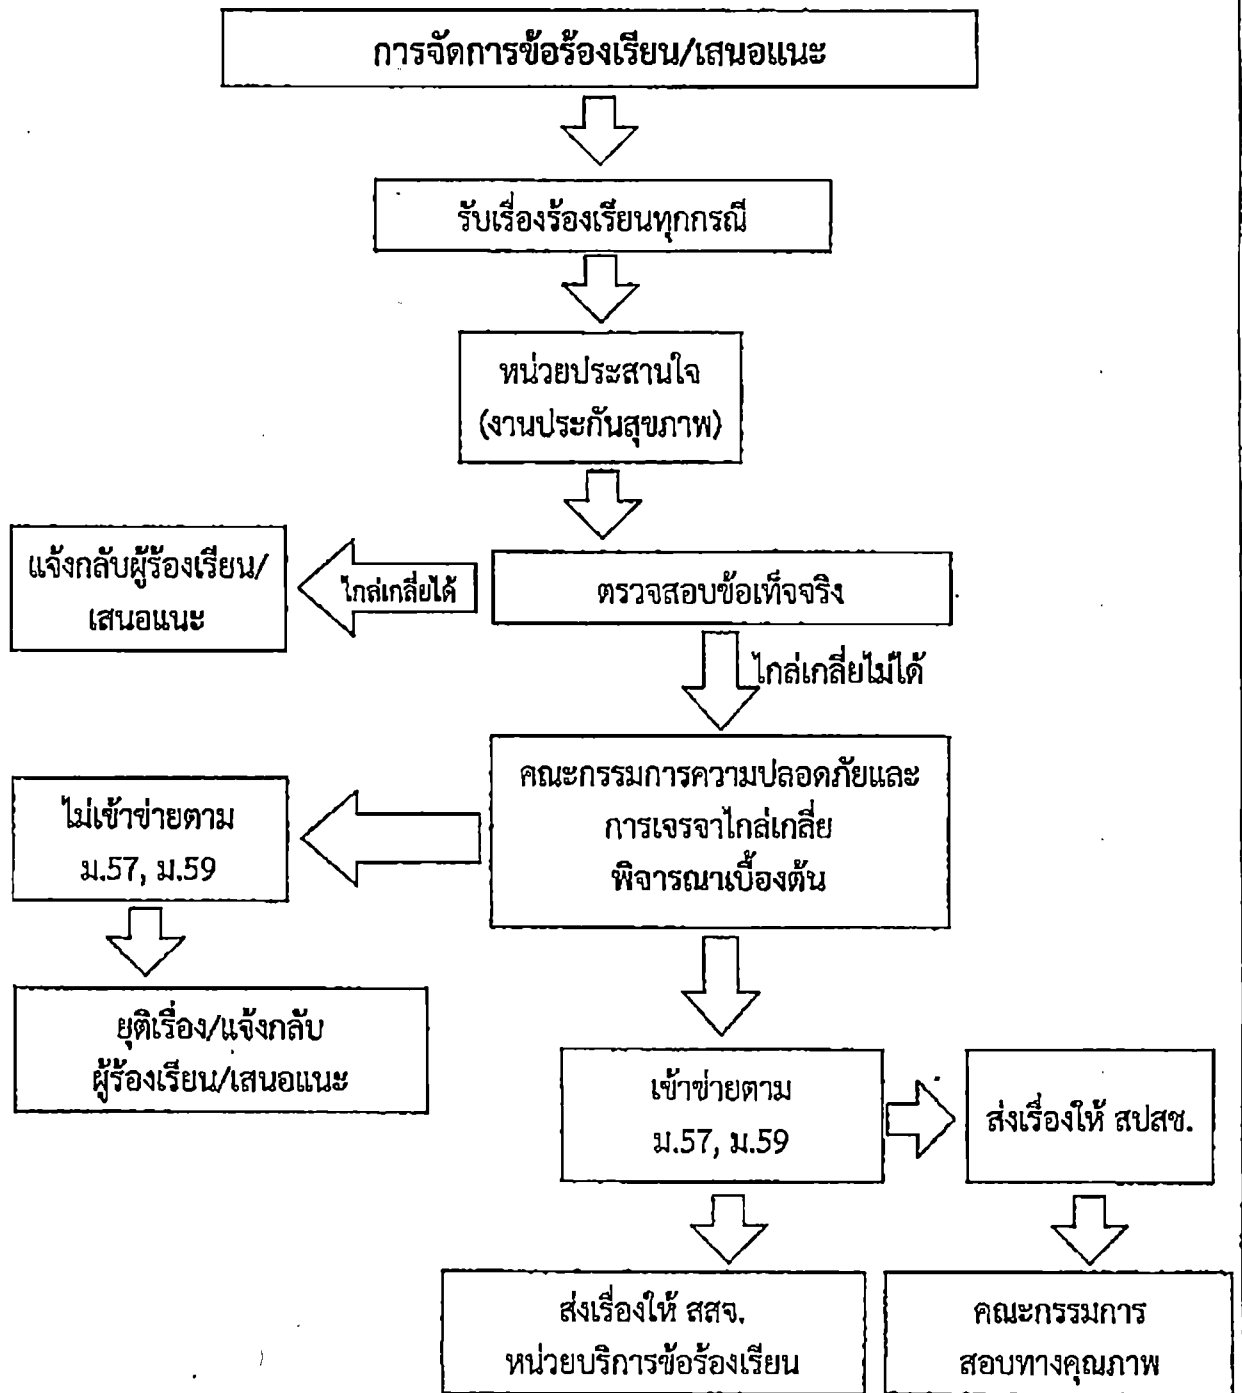 การจัดการข้อร้องเรียน/เสนอแนะ
รับเรื่องร้องเรียนทุกกรณี
หน่วยประสานใจ
(งานประกันสุขภาพ)
แจ้งกลับผู้ร้องเรียน/
เสนอแนะ
ไกล่เกลี่ยได้
ตรวจสอบข้อเท็จจริง
ไกล่เกลี่ยไม่ได้
คณะกรรมการความปลอดภัยและ
การเจรจาไกล่เกลี่ย
พิจารณาเบื้องต้น
ไม่เข้าข่ายตาม
ม.57, ม.59
ยุติเรื่อง/แจ้งกลับ
ผู้ร้องเรียน/เสนอแนะ
เข้าข่ายตาม
ม.57, ม.59
ส่งเรื่องให้ สปสช.
ส่งเรื่องให้ สสจ.
หน่วยบริการข้อร้องเรียน
คณะกรรมการ
สอบทางคุณภาพ